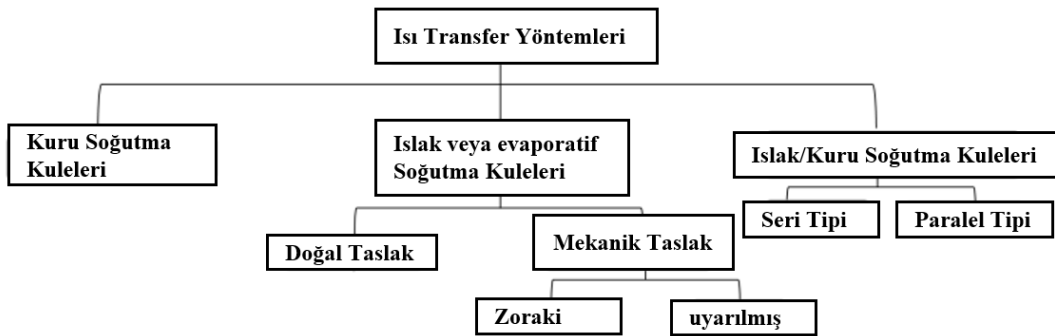 Isı Transfer Yöntemleri
Kuru Soğutma
Kuleleri
Islak veya evaporatif
Soğutma Kuleleri
Islak/Kuru Soğutma Kuleleri
Seri Tipi
Paralel Tipi
Doğal Taslak
Mekanik Taslak
Zoraki
uyarılmış